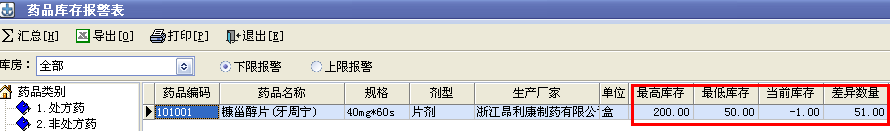 药品库存报警表
汇总[M] 导出[O] 打印[P] 退出[E]
库房： 全部 下限报警 上限报警
药品类别
1.处方药
2.非处方药
药品编码 药品名称 规格 剂型 生产厂家 单位 最高库存 最低库存 当前库存 差异数量
101001 糠甾醇片(牙周宁) 40mg*60s 片剂 浙江昂利康制药有限公 盒 200.00 50.00 -1.00 51.00